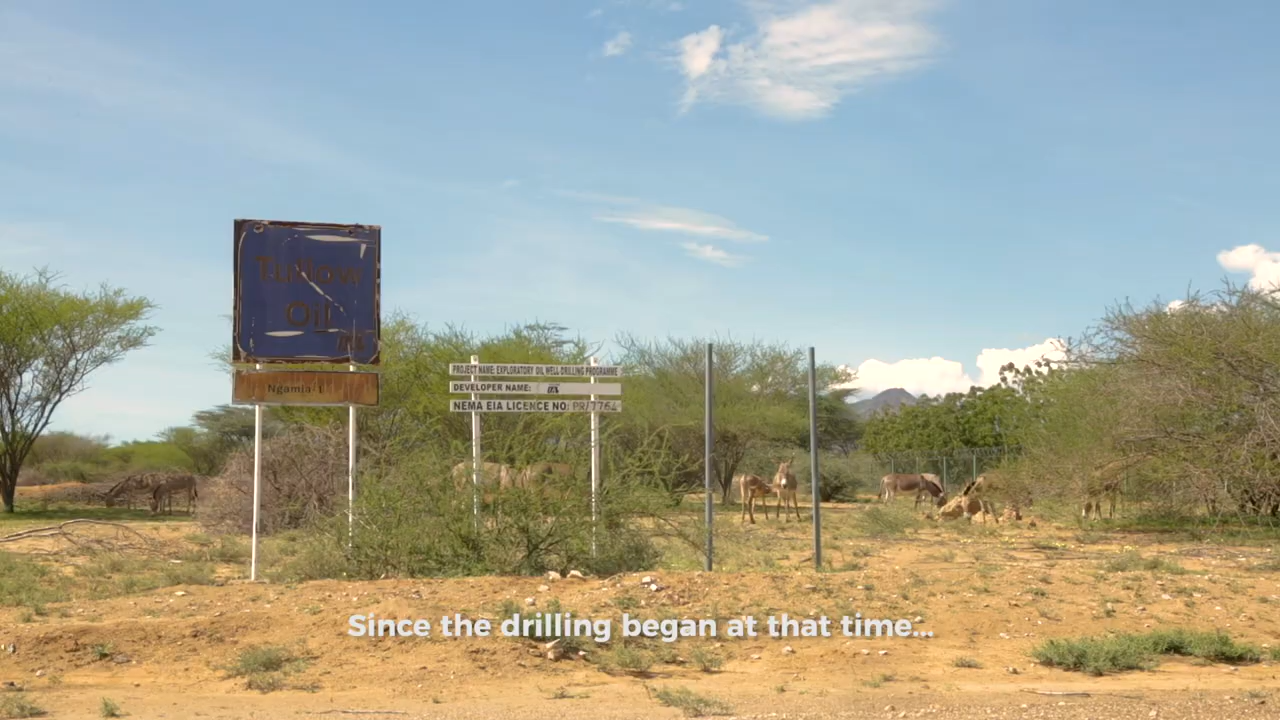 Tullow
Oil
Ngamia 1
PROJECT NAME: EXPLORATORY OIL WELL DRILLING PROGRAMME
DEVELOPER NAME:
NEMA EIA LICENCE NO: PR/7764
Since the drilling began at that time...